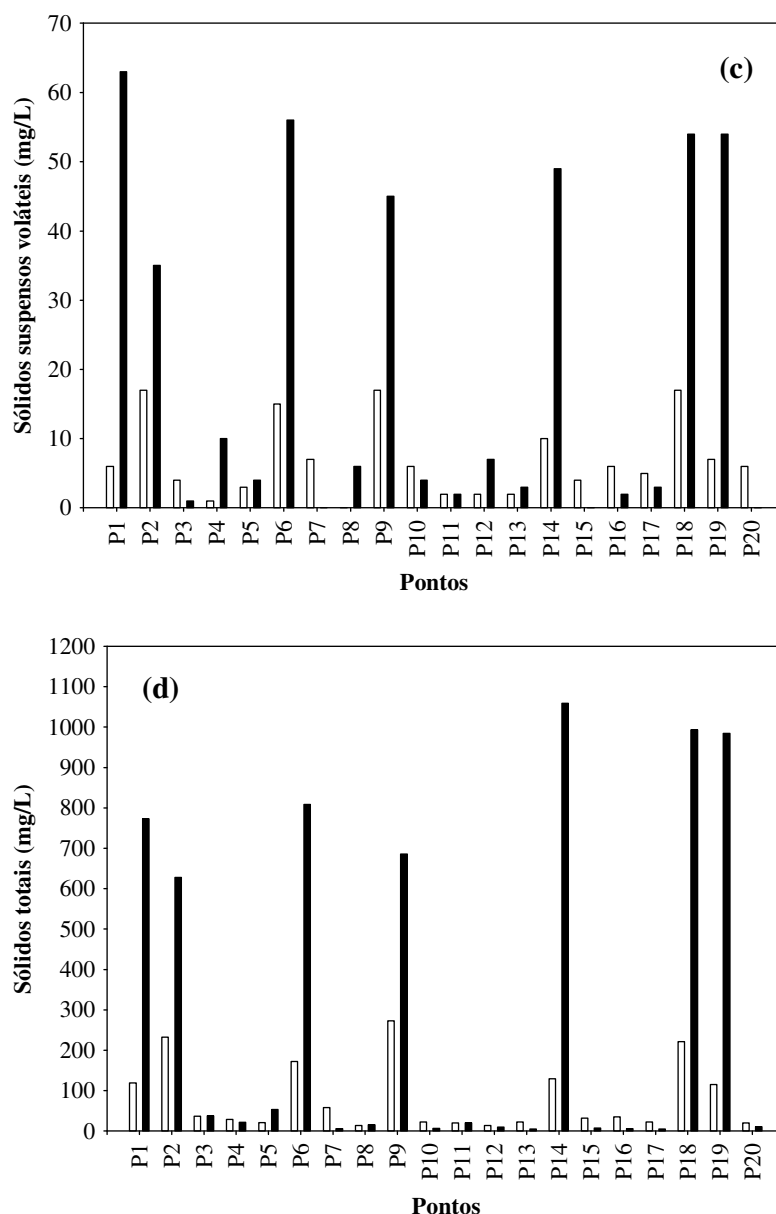 70
(c)
60
50
40
30
20
10
0
Sólidos suspensos voláteis (mg/L)
P1 P2 P3 P4 P5 P6 P7 P8 P9 P10 P11 P12 P13 P14 P15 P16 P17 P18 P19 P20
Pontos
1200
1100
(d)
1000
900
800
700
600
500
400
300
200
100
0
Sólidos totais (mg/L)
P1 P2 P3 P4 P5 P6 P7 P8 P9 P10 P11 P12 P13 P14 P15 P16 P17 P18 P19 P20
Pontos